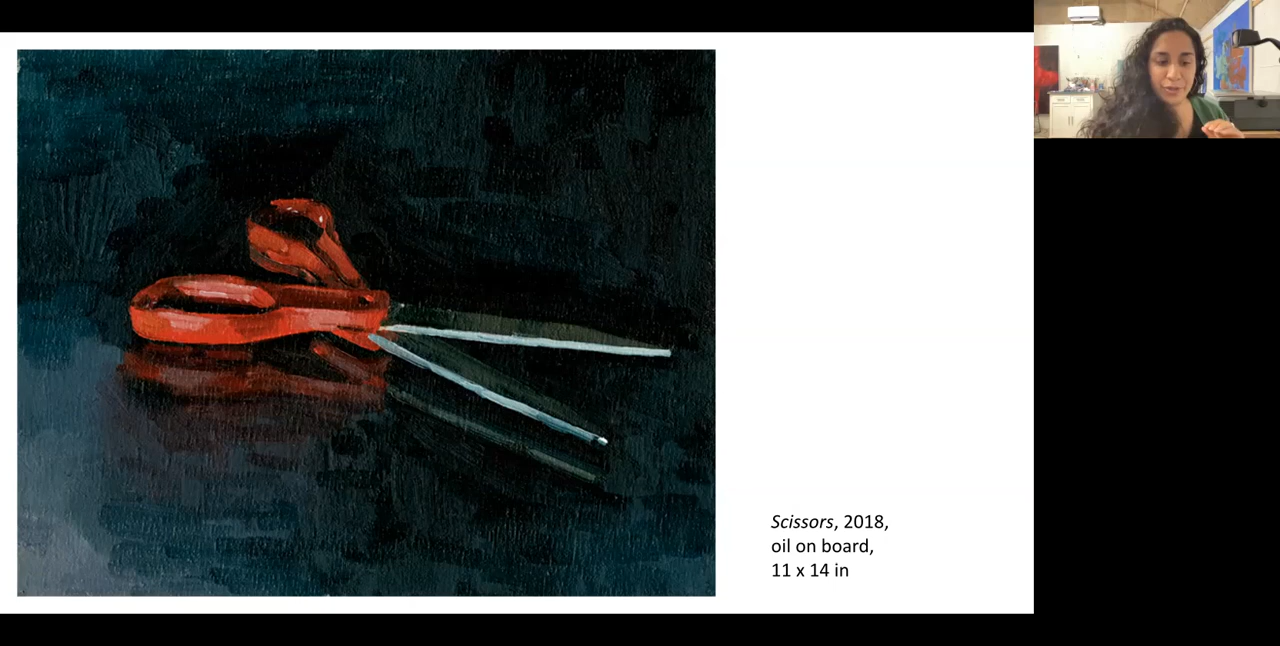 Scissors, 2018,
oil on board,
11 x 14 in